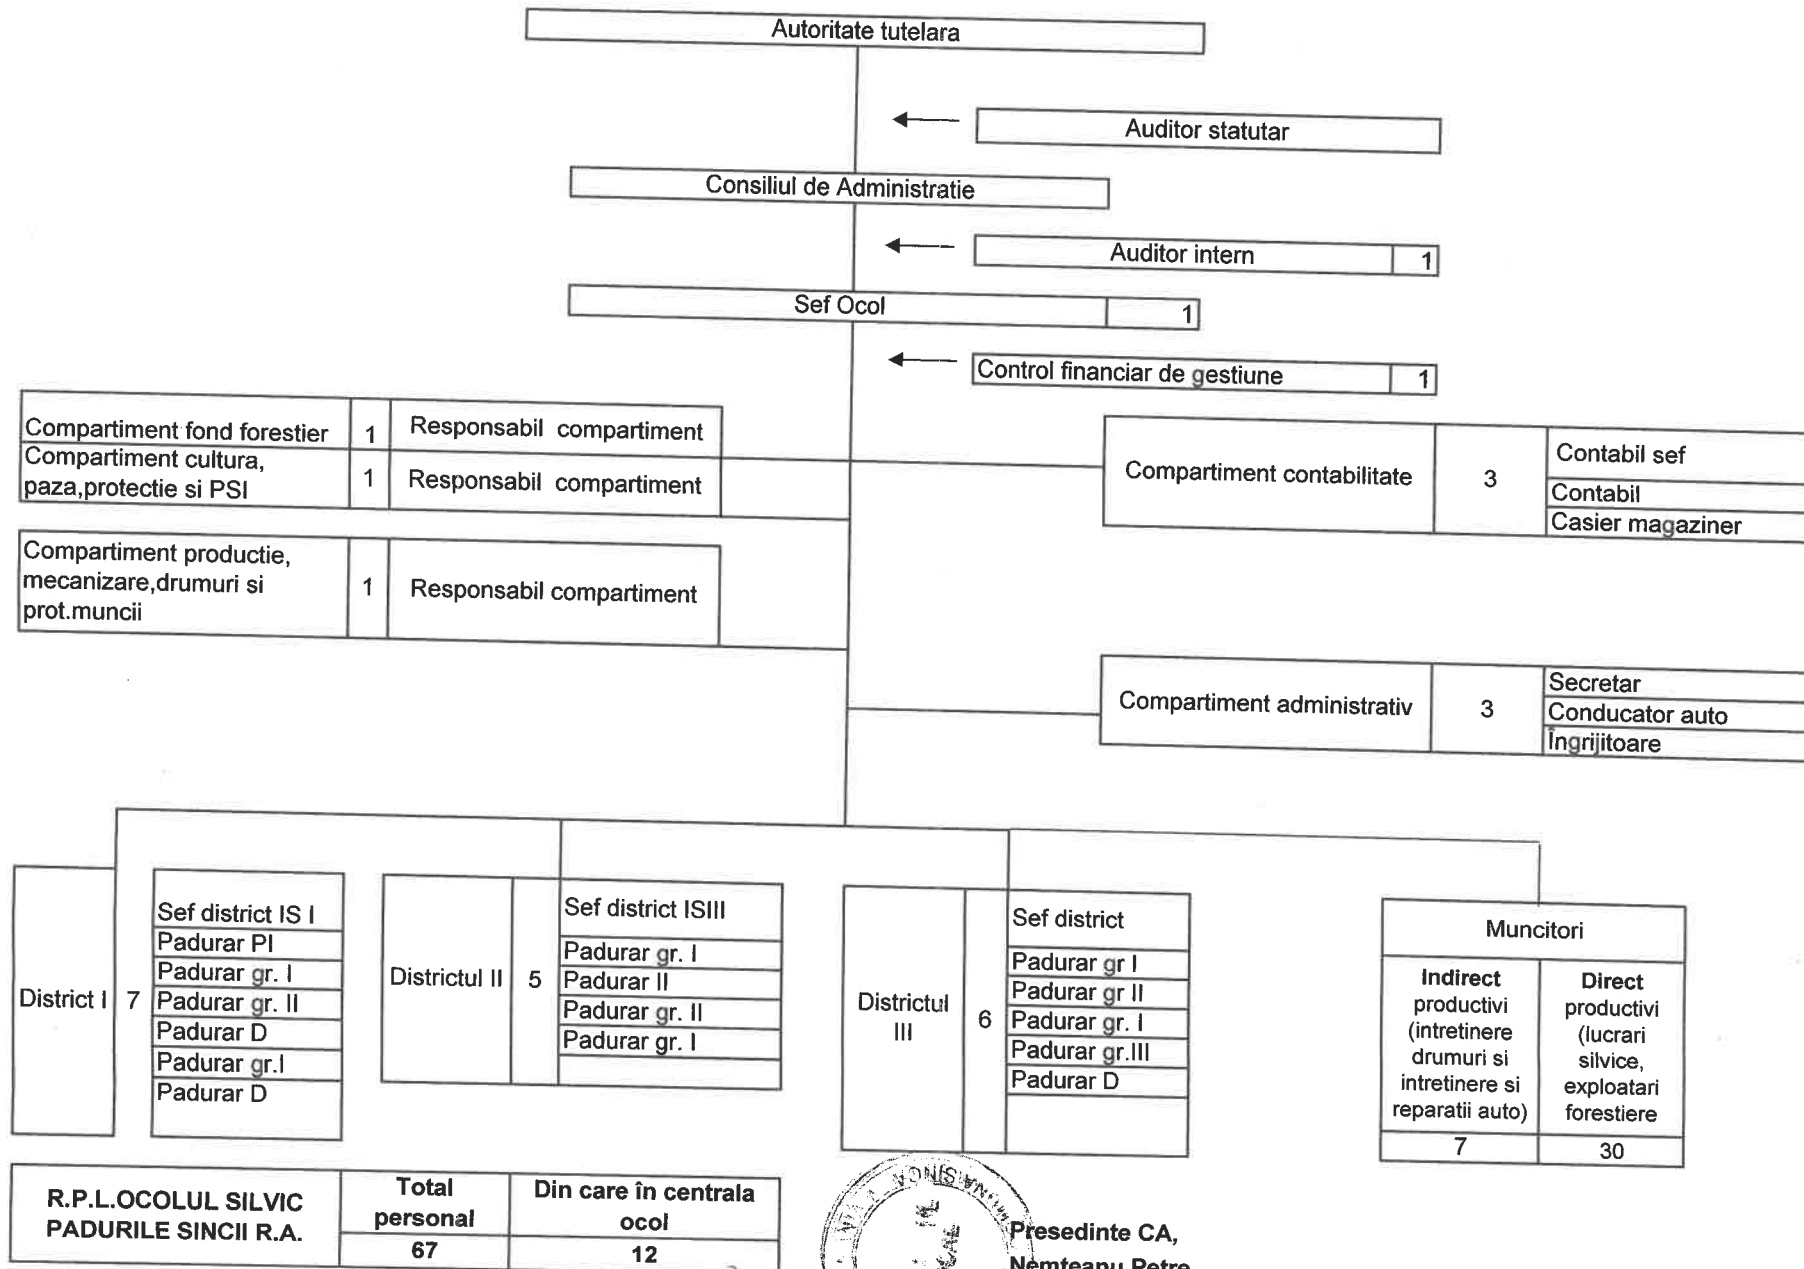 Autoritate tutelara
Auditor statutar
Consiliul de Administratie
Auditor intern 1
Sef Ocol 1
Control financiar de gestiune 1
Compartiment fond forestier 1 Responsabil compartiment
Compartiment cultura,
paza,protectie si PSI 1 Responsabil compartiment
Compartiment productie,
mecanizare,drumuri si
prot.muncii
1 Responsabil compartiment
Compartiment contabilitate 3
Contabil sef
Contabil
Casier magaziner
Compartiment administrativ 3
Secretar
Conducator auto
Îngrijitoare
District I 7
Sef district IS I
Padurar PI
Padurar gr. I
Padurar gr. II
Padurar D
Padurar gr.I
Padurar D
Districtul II 5
Sef district ISIII
Padurar gr. I
Padurar II
Padurar gr. II
Padurar gr. I
Districtul
III
6
Sef district
Padurar gr I
Padurar gr II
Padurar gr. I
Padurar gr.III
Padurar D
Muncitori
Indirect
productivi
(intretinere
drumuri si
intretinere si
reparatii auto)
7
Direct
productivi
(lucrari
silvice,
exploatari
forestiere
30
R.P.L.OCOLUL SILVIC
PADURILE SINCII R.A.
Total
personal
67
Din care în centrala
ocol
12
Presedinte CA,
Nemteanu Petre